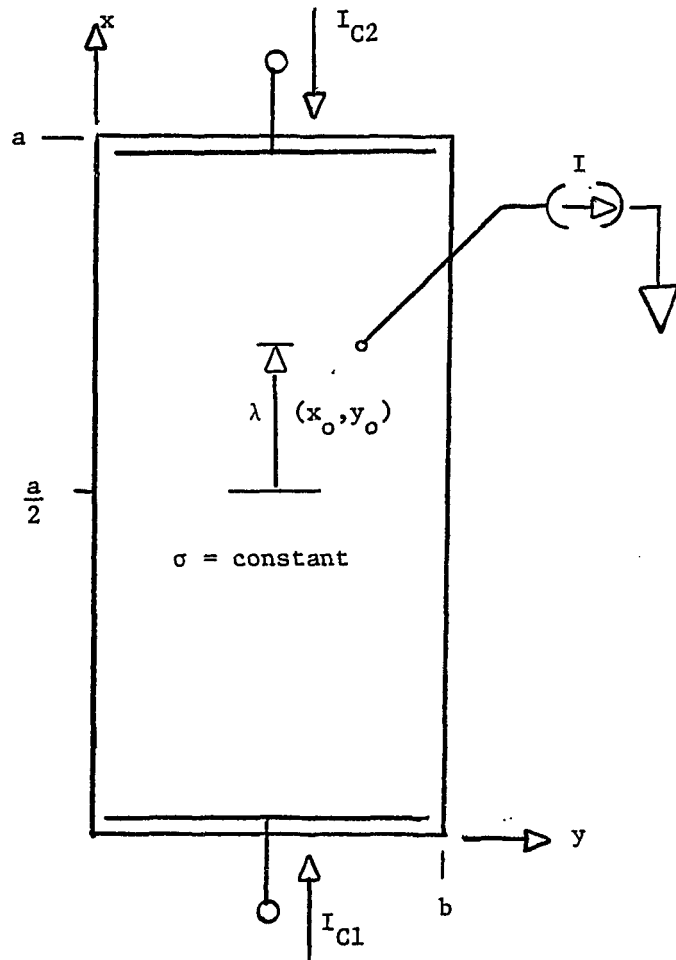 x
I_C2
a
I
λ (x_o,y_o)
a/2
σ = constant
y
b
I_C1